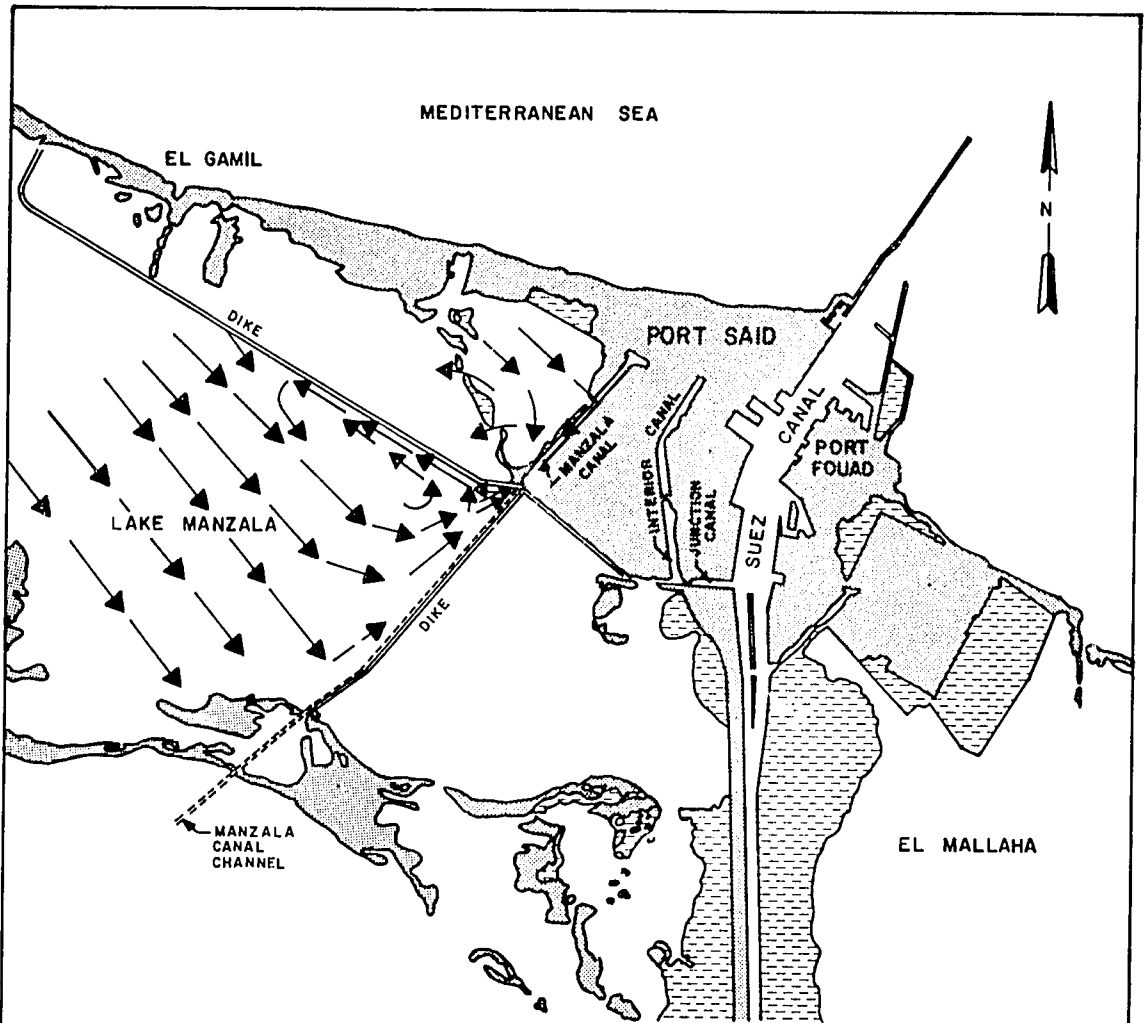 MEDITERRANEAN SEA
EL GAMIL
N
DIKE
PORT SAID
MANZALA
CANAL
INTERIOR CANAL
JUNCTION
CANAL
SUEZ CANAL
PORT
FOUAD
LAKE MANZALA
DIKE
MANZALA
CANAL
CHANNEL
EL MALLAHA